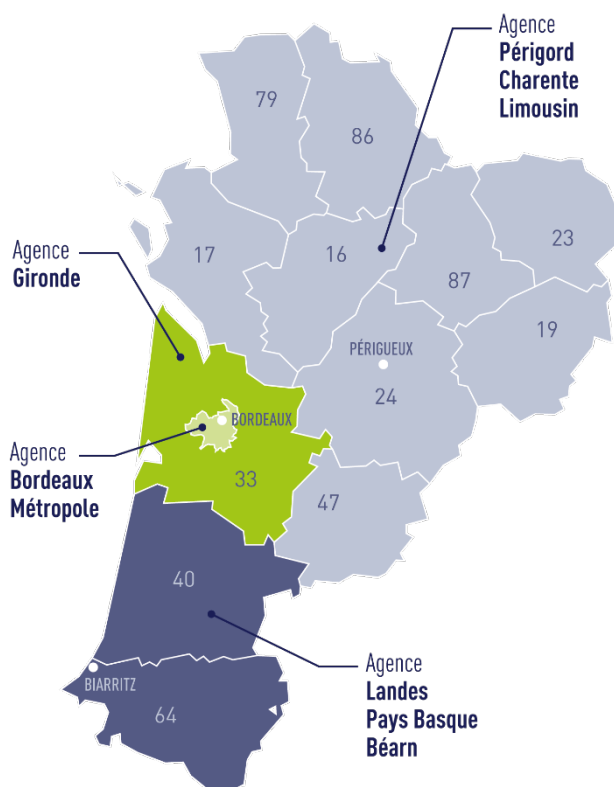 Agence
Périgord
Charente
Limousin
79
86
Agence
Gironde
17
16
23
87
19
PÉRIGUEUX
24
BORDEAUX
Agence
Bordeaux
Métropole
33
47
40
Agence
Landes
Pays Basque
Béarn
BIARRITZ
64